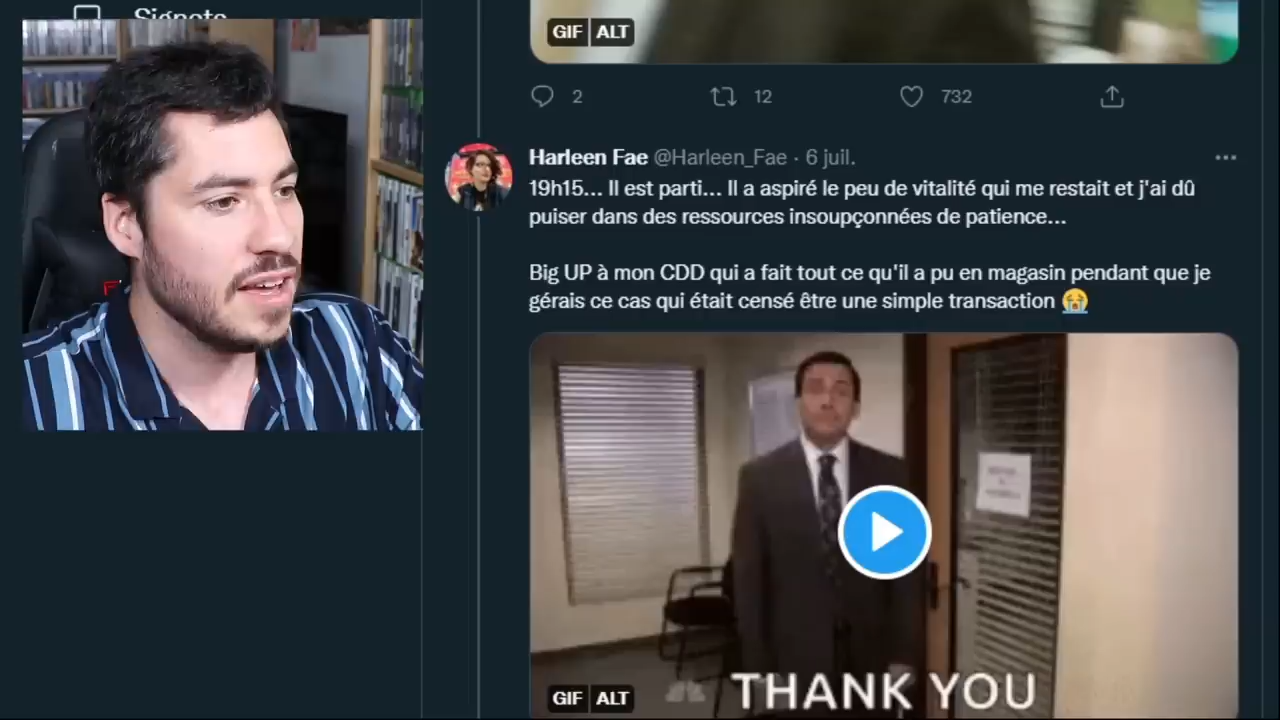 Signets
GIF ALT
2 12 732
Harleen Fae @Harleen_Fae · 6 juil.
19h15... Il est parti... Il a aspiré le peu de vitalité qui me restait et j'ai dû
puiser dans des ressources insoupçonnées de patience...
Big UP à mon CDD qui a fait tout ce qu'il a pu en magasin pendant que je
gérais ce cas qui était censé être une simple transaction 😭
GIF ALT
THANK YOU